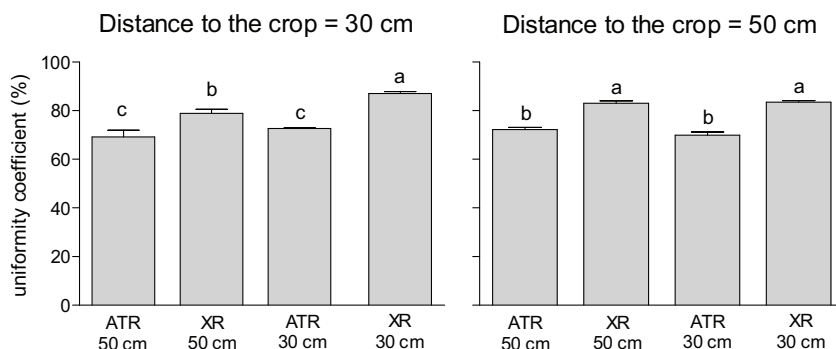 Distance to the crop = 30 cm
Distance to the crop = 50 cm
uniformity coefficient (%)
100
80
60
40
20
0
c
b
c
a
b
a
b
a
ATR
50 cm
XR
50 cm
ATR
30 cm
XR
30 cm
ATR
50 cm
XR
50 cm
ATR
30 cm
XR
30 cm